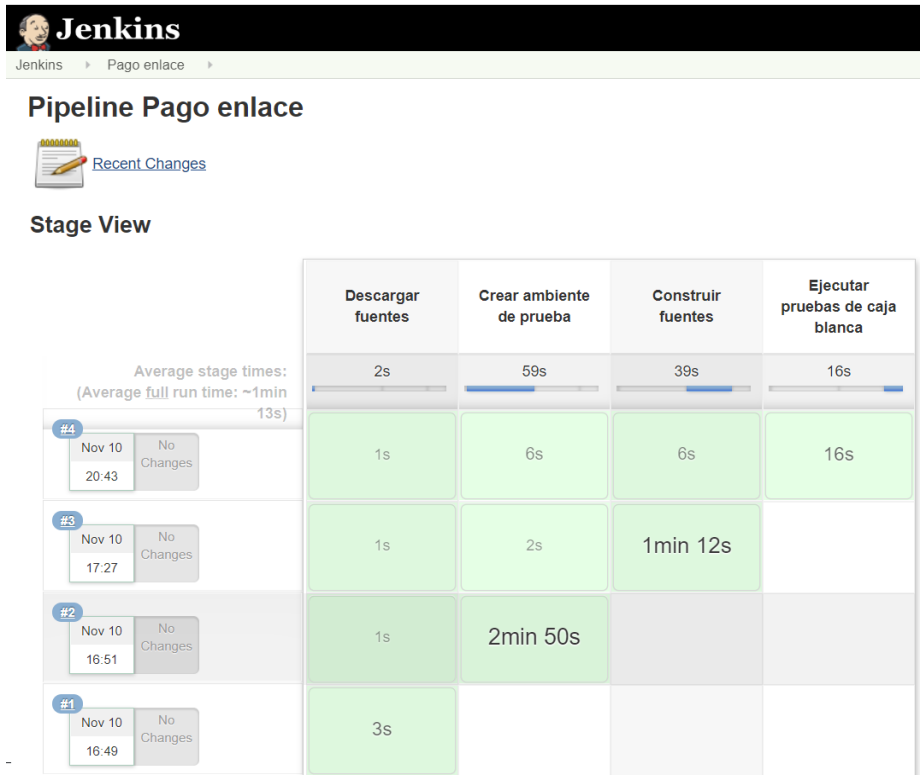 Jenkins
Jenkins Pago enlace
Pipeline Pago enlace
Recent Changes
Stage View
Descargar
fuentes
Crear ambiente
de prueba
Construir
fuentes
Ejecutar
pruebas de caja
blanca
Average stage times:
(Average full run time: ~1min
13s)
2s
59s
39s
16s
#4
Nov 10
20:43
No
Changes
1s
6s
6s
16s
#3
Nov 10
17:27
No
Changes
1s
2s
1min 12s
#2
Nov 10
16:51
No
Changes
1s
2min 50s
#1
Nov 10
16:49
No
Changes
3s